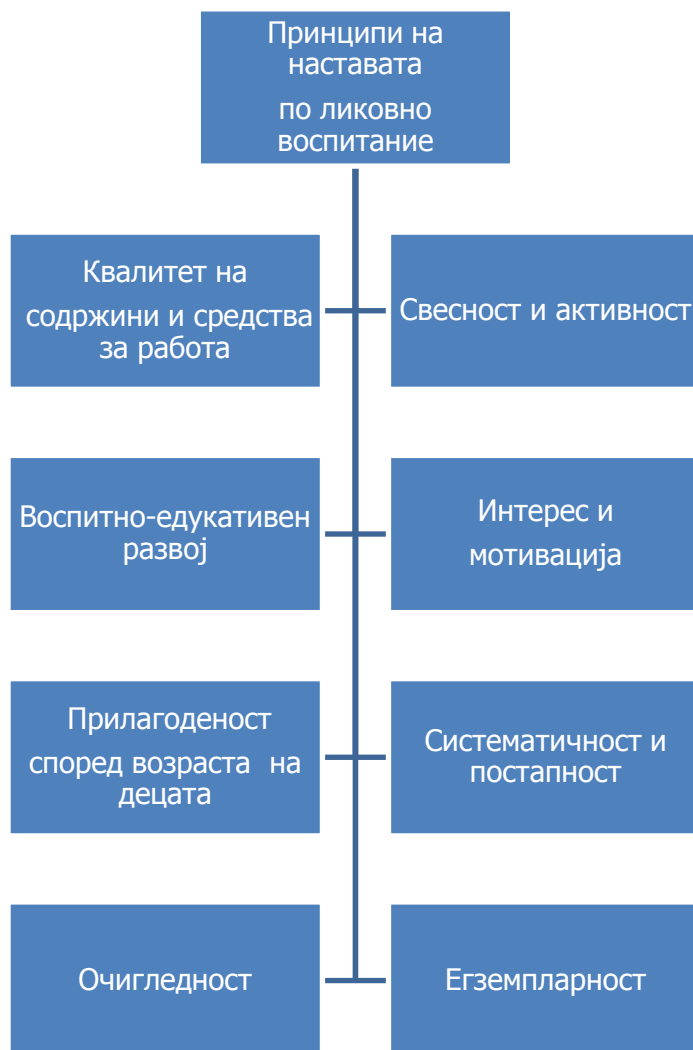 Принципи на
наставата
по ликовно
воспитание
Квалитет на
содржини и средства
за работа
Свесност и активност
Воспитно-едукативен
развој
Интерес и
мотивација
Прилагоденост
според возраста на
децата
Систематичност и
постапност
Очигледност
Егземпларност